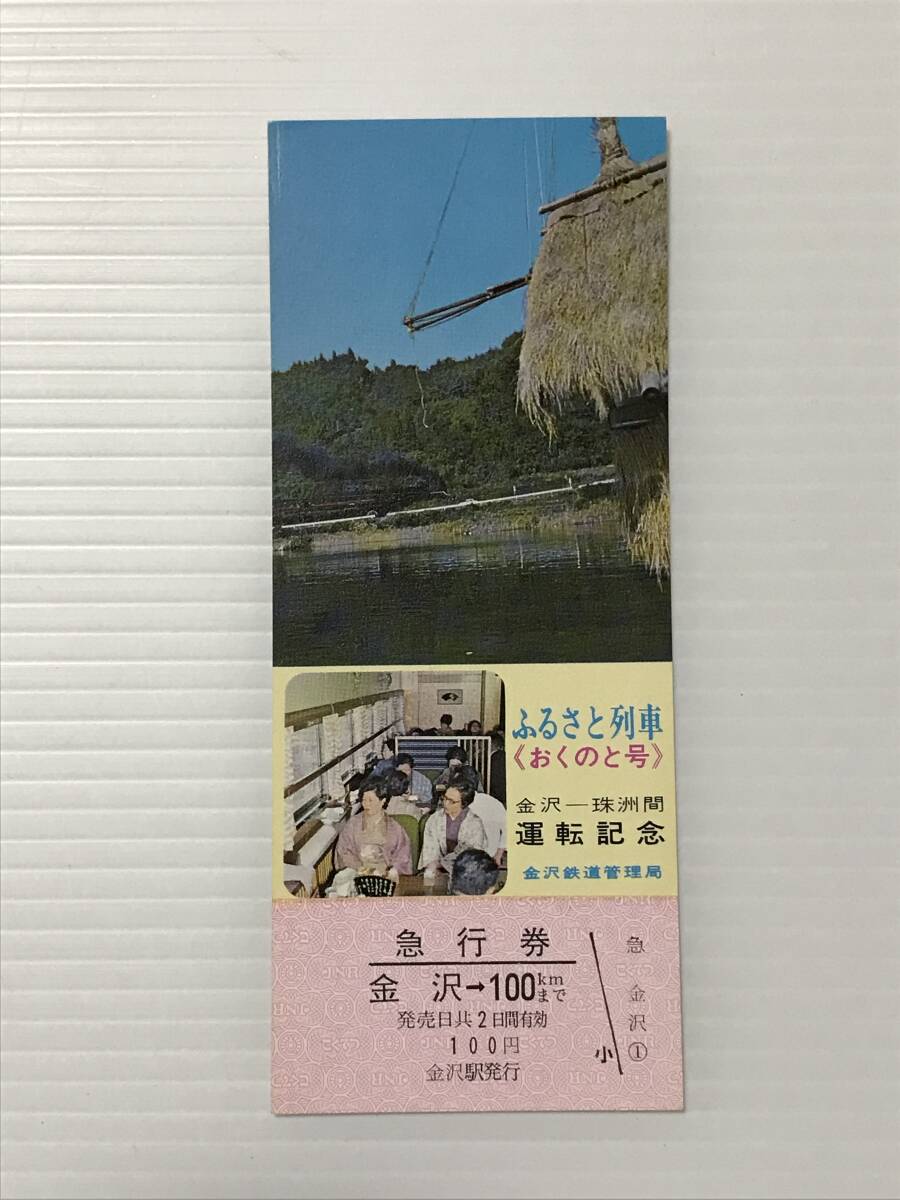 ふるさと列車
《おくのと号》
金沢―珠洲間
運転記念
金沢鉄道管理局
急行券
金沢→100kmまで
発売日共2日間有効
100円
金沢駅発行
小
急
金
沢
①